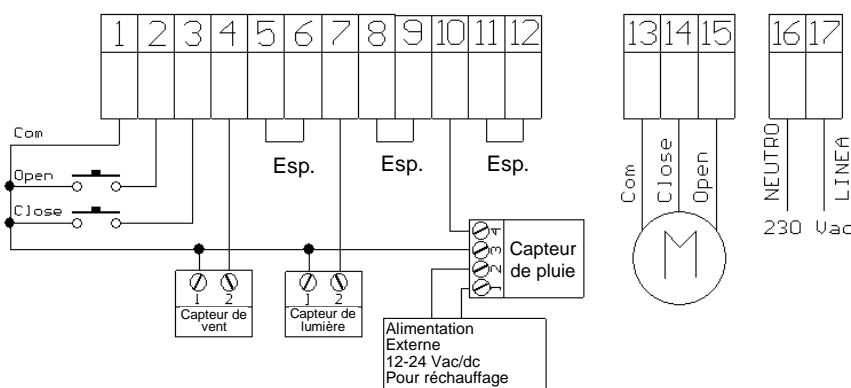 1 2 3 4 5 6 7 8 9 10 11 12
13 14 15
16 17
Com
Open
Close
Esp.
Esp.
Esp.
Com
Close
Open
NEUTRO
LINEA
230 Vac
M
4
3
2
1
Capteur
de pluie
1 2
Capteur de
vent
1 2
Capteur de
lumière
Alimentation
Externe
12-24 Vac/dc
Pour réchauffage